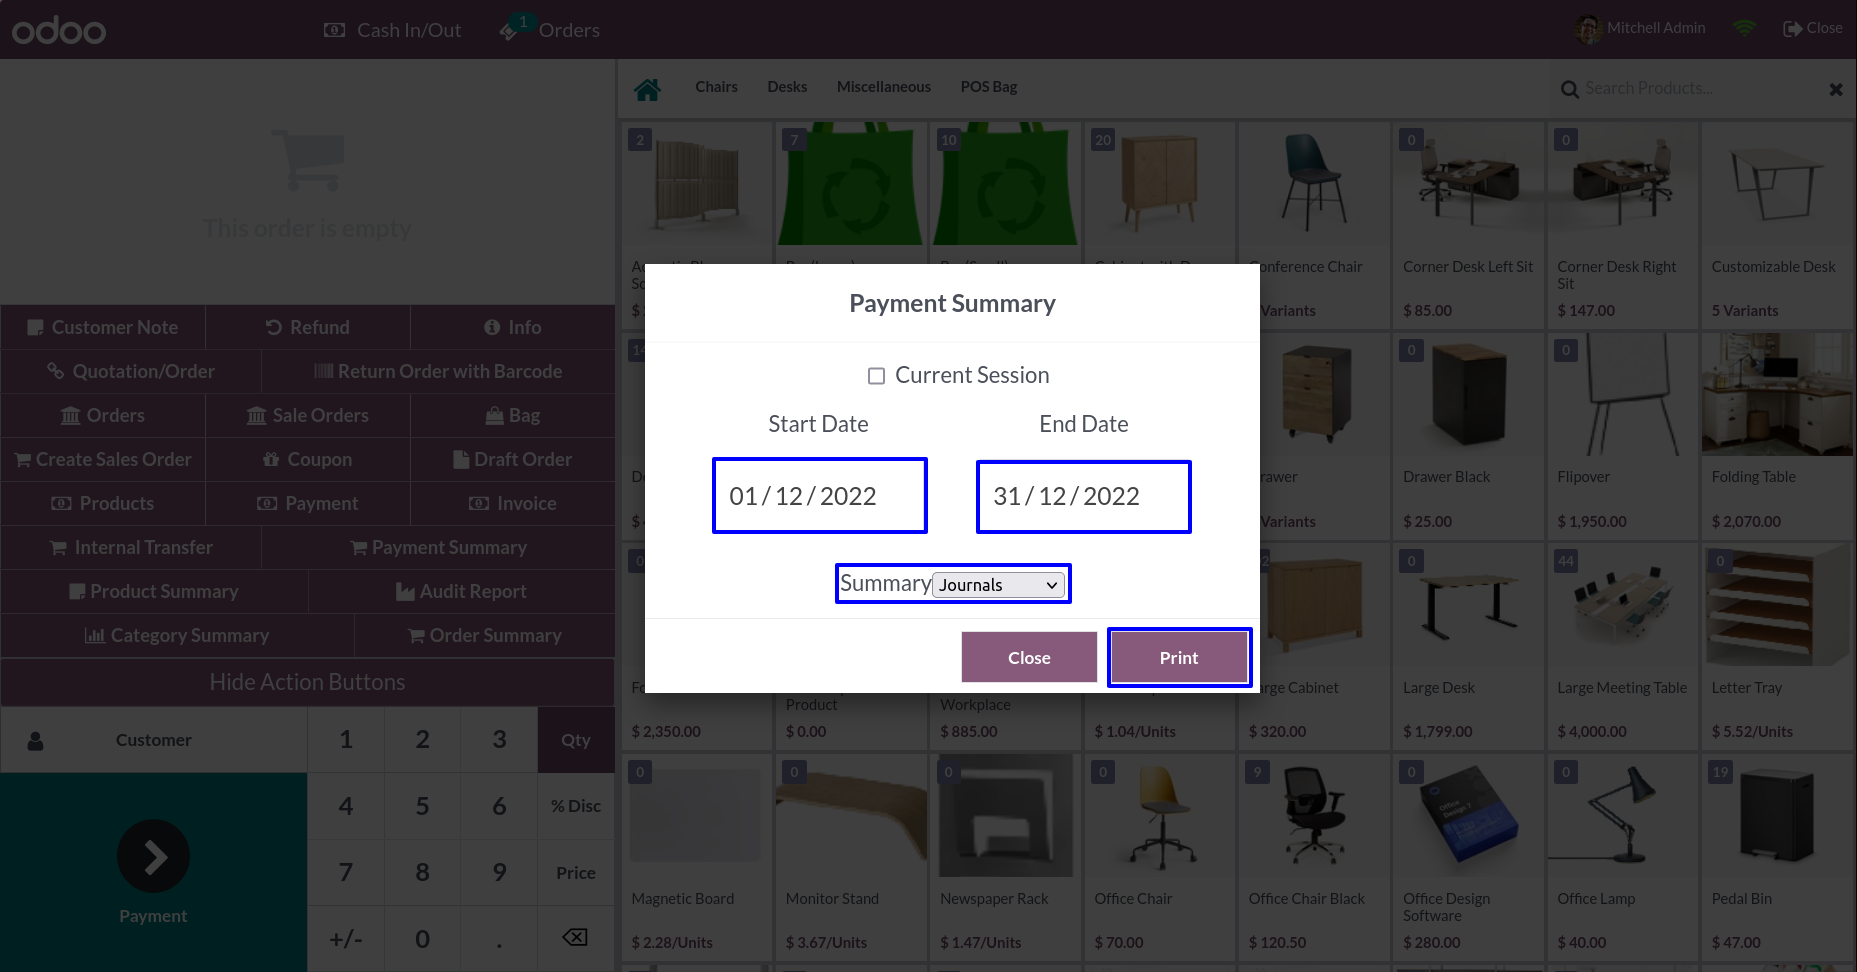 odoo
Cash In/Out
1
Orders
Mitchell Admin
Close
Chairs
Desks
Miscellaneous
POS Bag
Search Products...
This order is empty
Customer Note
Refund
Info
Quotation/Order
Return Order with Barcode
Orders
Sale Orders
Bag
Create Sales Order
Coupon
Draft Order
Products
Payment
Invoice
Internal Transfer
Payment Summary
Product Summary
Audit Report
Category Summary
Order Summary
Hide Action Buttons
Customer
1 2 3 Qty
4 5 6 % Disc
7 8 9 Price
+/- 0 .
Payment
2
7
10
20
0
0
Conference Chair
Variants
Corner Desk Left Sit
$ 85.00
Corner Desk Right
Sit
$ 147.00
Customizable Desk
5 Variants
14
0
0
Variants
Drawer Black
$ 25.00
Flipover
$ 1,950.00
Folding Table
$ 2,070.00
Payment Summary
Current Session
Start Date
End Date
01/12/2022
31/12/2022
Summary
Journals
Close
Print
0
0
44
0
$ 2,350.00
Product
$ 0.00
Workplace
$ 885.00
$ 1.04/Units
Large Cabinet
$ 320.00
Large Desk
$ 1,799.00
Large Meeting Table
$ 4,000.00
Letter Tray
$ 5.52/Units
0
0
0
0
9
0
0
19
Office
Design 7
Magnetic Board
$ 2.28/Units
Monitor Stand
$ 3.67/Units
Newspaper Rack
$ 1.47/Units
Office Chair
$ 70.00
Office Chair Black
$ 120.50
Office Design
Software
$ 280.00
Office Lamp
$ 40.00
Pedal Bin
$ 47.00